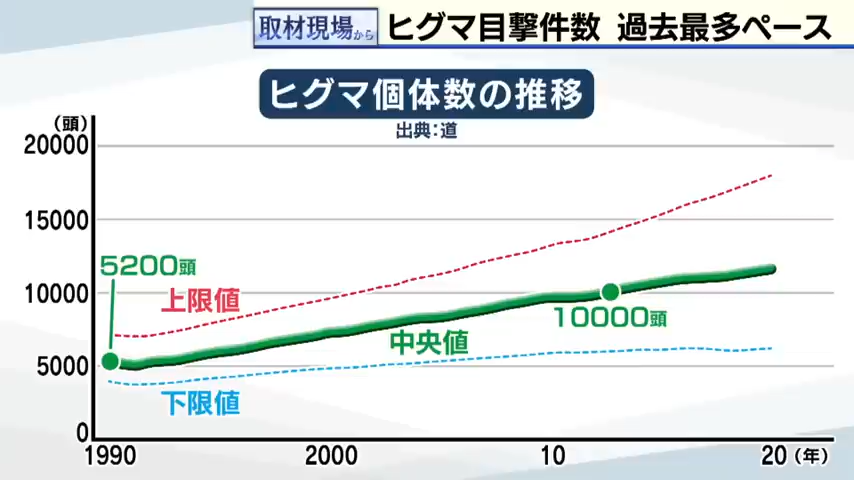 取材現場から
ヒグマ目撃件数 過去最多ペース
ヒグマ個体数の推移
出典:道
(頭)
20000
15000
10000
5000
0
5200頭
上限値
中央値
10000頭
下限値
1990
2000
10
20(年)